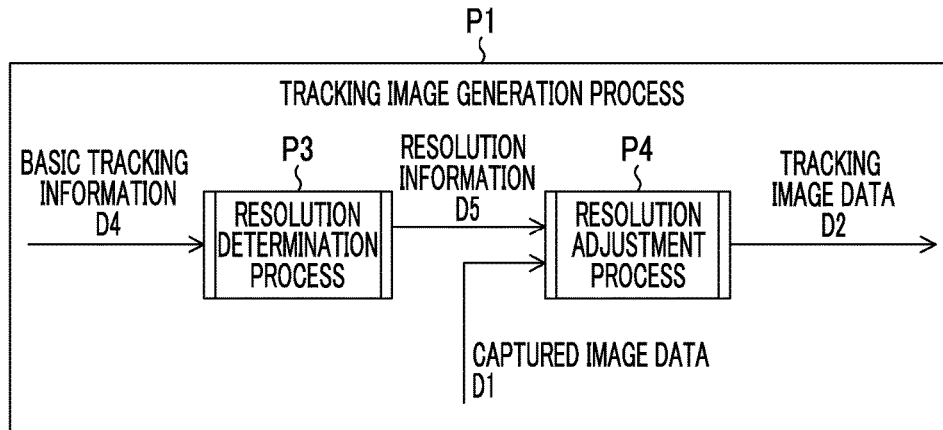 P1
TRACKING IMAGE GENERATION PROCESS
BASIC TRACKING
INFORMATION
D4
P3
RESOLUTION
DETERMINATION
PROCESS
RESOLUTION
INFORMATION
D5
P4
RESOLUTION
ADJUSTMENT
PROCESS
TRACKING
IMAGE DATA
D2
CAPTURED IMAGE DATA
D1